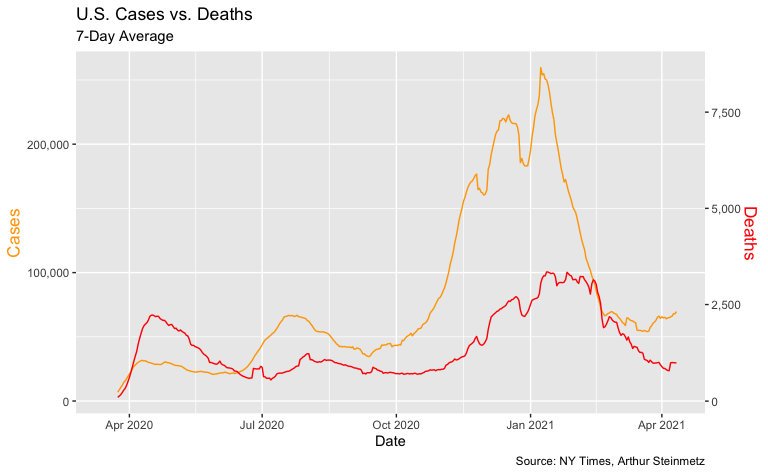 U.S. Cases vs. Deaths
7-Day Average
Cases
200,000
100,000
0
7,500
5,000
2,500
0
Deaths
Apr 2020 Jul 2020 Oct 2020 Jan 2021 Apr 2021
Date
Source: NY Times, Arthur Steinmetz